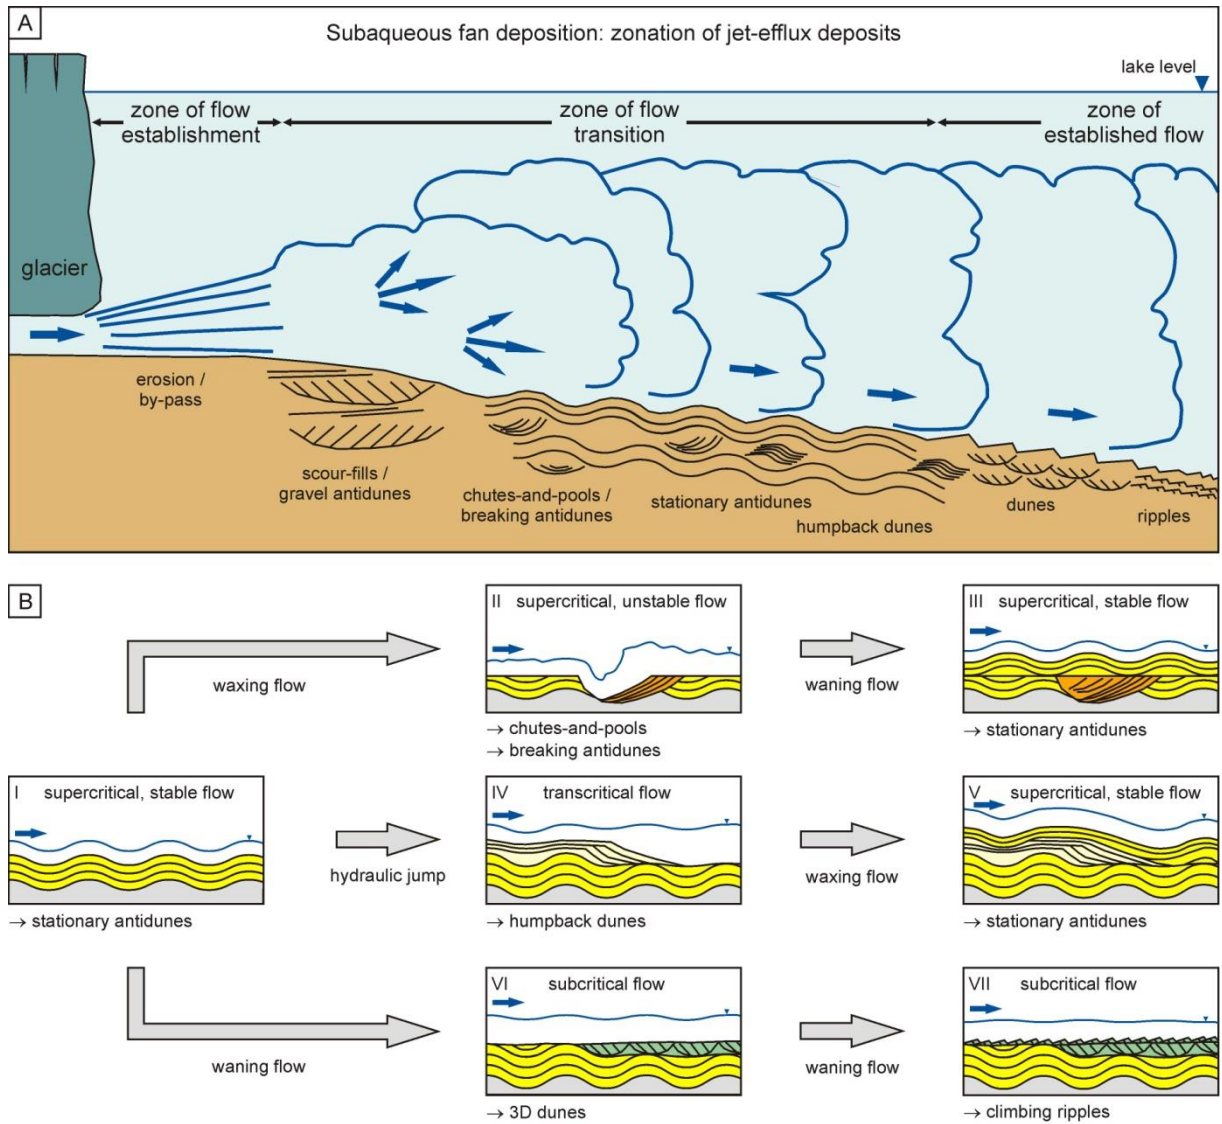 A
Subaqueous fan deposition: zonation of jet-efflux deposits
lake level
zone of flow
establishment
zone of flow
transition
zone of
established flow
glacier
erosion /
by-pass
scour-fills /
gravel antidunes
chutes-and-pools /
breaking antidunes
stationary antidunes
humpback dunes
dunes
ripples
B
waxing flow
II supercritical, unstable flow
→ chutes-and-pools
→ breaking antidunes
waning flow
III supercritical, stable flow
→ stationary antidunes
I supercritical, stable flow
→ stationary antidunes
hydraulic jump
IV transcritical flow
→ humpback dunes
waxing flow
V supercritical, stable flow
→ stationary antidunes
waning flow
VI subcritical flow
→ 3D dunes
waning flow
VII subcritical flow
→ climbing ripples